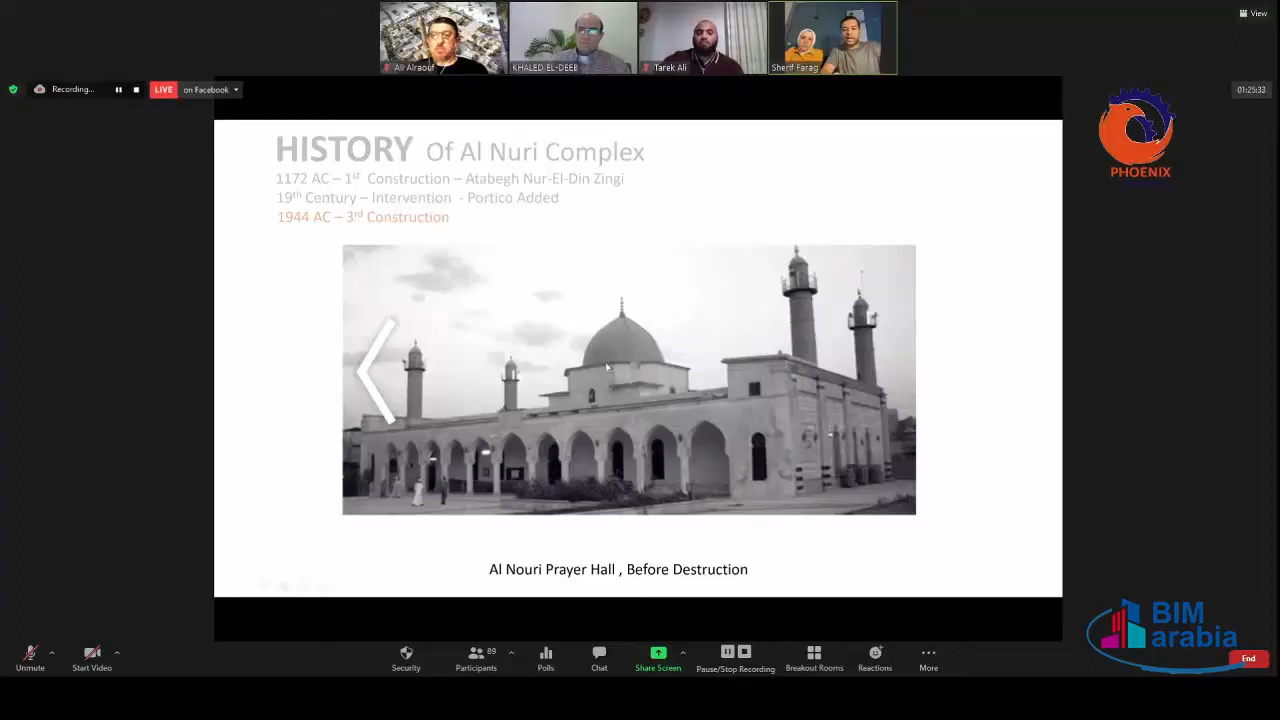 View
Ali Alraouf
KHALED EL-DEEB
Tarek Ali
Sherif Farag
Recording...
LIVE
on Facebook
01:25:33
PHOENIX
HISTORY Of Al Nuri Complex
1172 AC – 1st Construction – Atabegh Nur-El-Din Zingi
19th Century – Intervention - Portico Added
1944 AC – 3rd Construction
Al Nouri Prayer Hall , Before Destruction
BIM
arabia
Unmute
Start Video
Security
Participants
89
Polls
Chat
Share Screen
Pause/Stop Recording
Breakout Rooms
Reactions
More
End